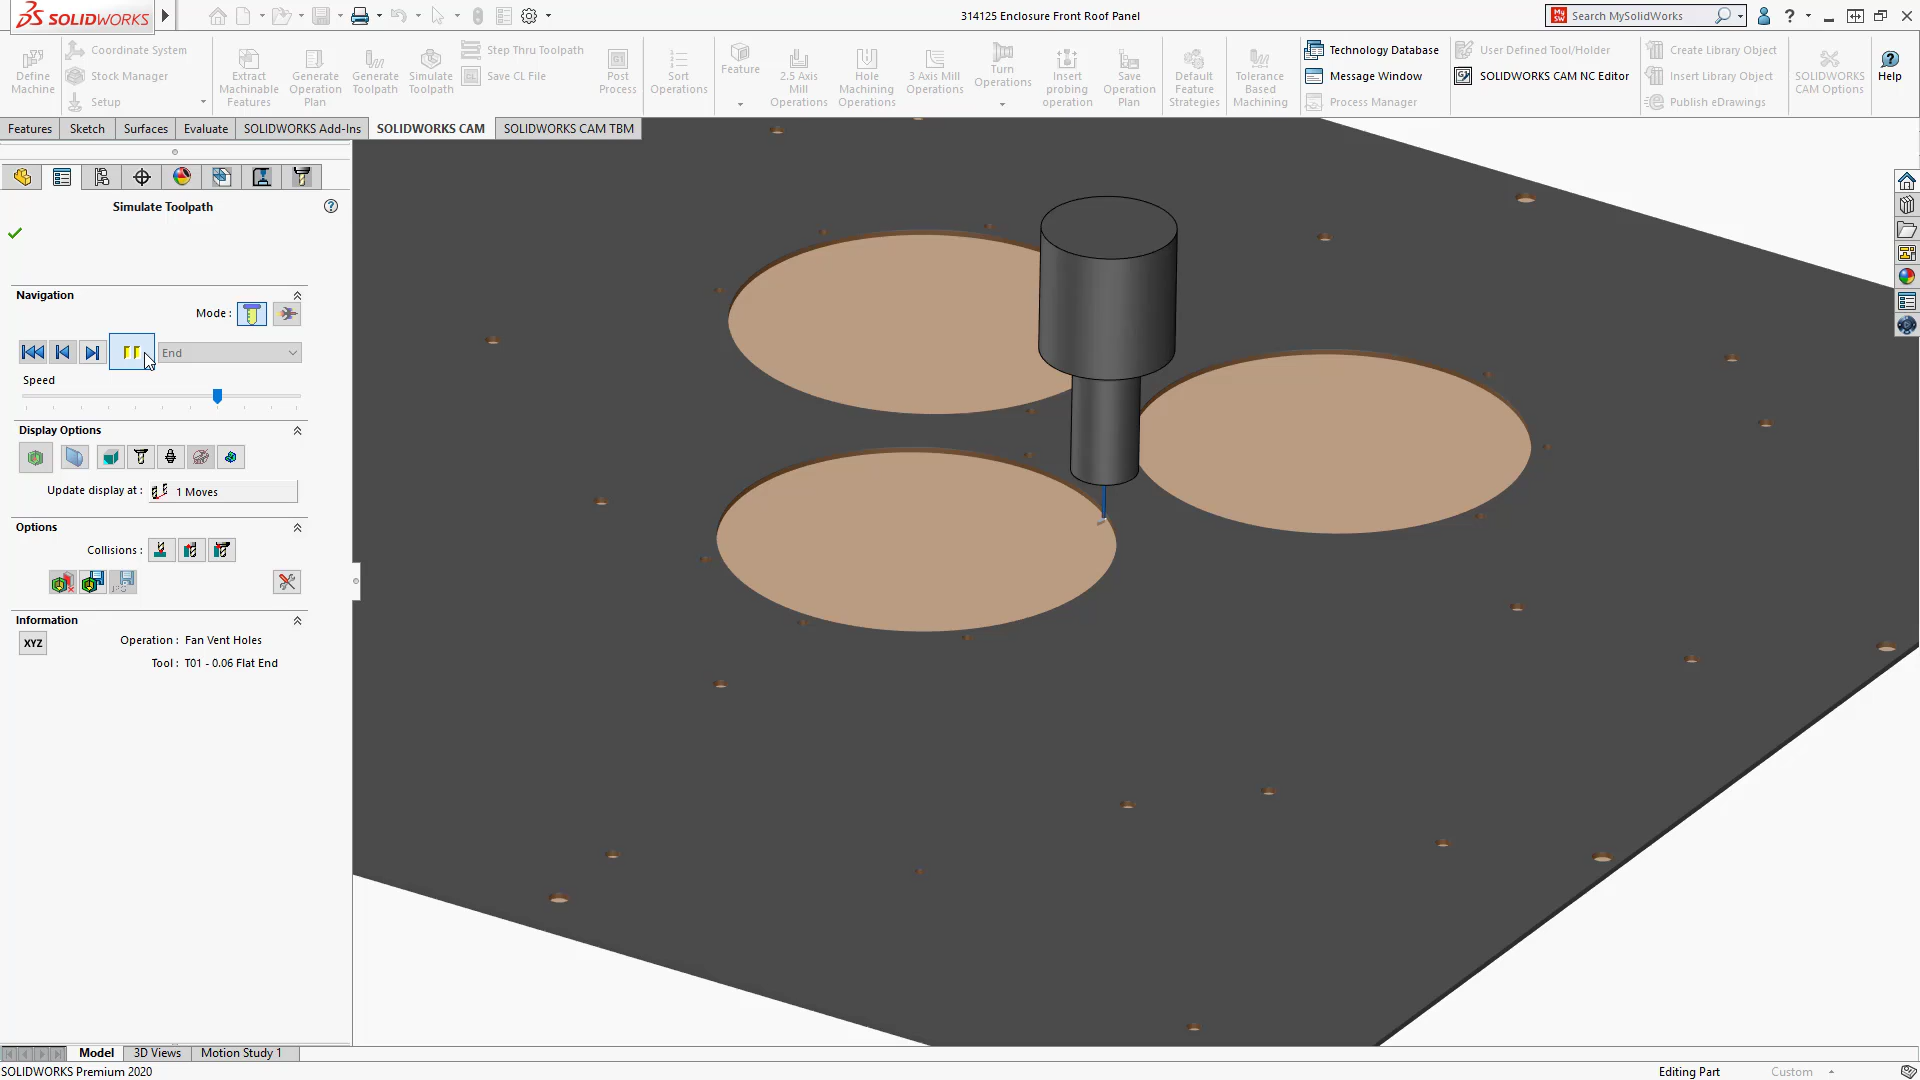 SOLIDWORKS
314125 Enclosure Front Roof Panel
Search MySolidWorks
Define Machine
Coordinate System
Stock Manager
Setup
Extract Machinable Features
Generate Operation Plan
Generate Toolpath
Simulate Toolpath
Step Thru Toolpath
Save CL File
Post Process
Sort Operations
Feature
2.5 Axis Mill Operations
Hole Machining Operations
3 Axis Mill Operations
Turn Operations
Insert probing operation
Save Operation Plan
Default Feature Strategies
Tolerance Based Machining
Technology Database
Message Window
Process Manager
User Defined Tool/Holder
SOLIDWORKS CAM NC Editor
Create Library Object
Insert Library Object
Publish eDrawings
SOLIDWORKS CAM Options
Help
Features
Sketch
Surfaces
Evaluate
SOLIDWORKS Add-Ins
SOLIDWORKS CAM
SOLIDWORKS CAM TBM
Simulate Toolpath
Navigation
Mode :
End
Speed
Display Options
Update display at :
1 Moves
Options
Collisions :
Information
XYZ
Operation : Fan Vent Holes
Tool : T01 - 0.06 Flat End
Model
3D Views
Motion Study 1
SOLIDWORKS Premium 2020
Editing Part
Custom